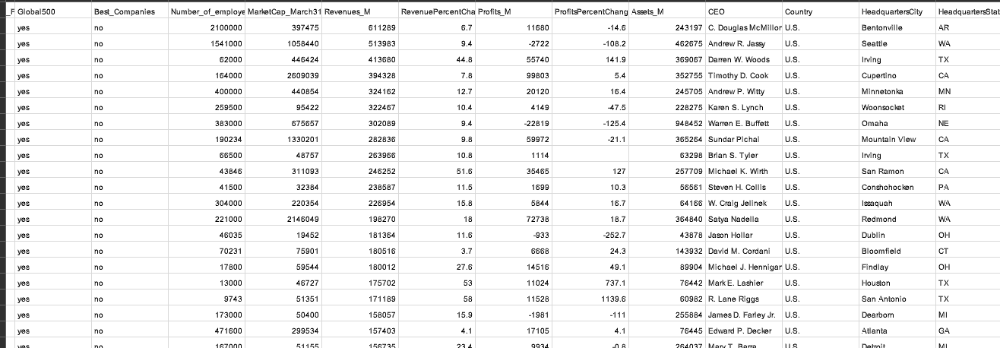 _F Global500 Best_Companies Number_of_employe MarketCap_March31 Revenues_M RevenuePercentCha Profits_M ProfitsPercentChang Assets_M CEO Country HeadquartersCity HeadquartersStat
yes no 2100000 397475 611289 6.7 11680 -14.6 243197 C. Douglas McMillon U.S. Bentonville AR
yes no 1541000 1058440 513983 9.4 -2722 -108.2 462675 Andrew R. Jassy U.S. Seattle WA
yes no 62000 446424 413680 44.8 55740 141.9 369067 Darren W. Woods U.S. Irving TX
yes no 164000 2609039 394328 7.8 99803 5.4 352755 Timothy D. Cook U.S. Cupertino CA
yes no 400000 440854 324162 12.7 20120 16.4 245705 Andrew P. Witty U.S. Minnetonka MN
yes no 259500 95422 322467 10.4 4149 -47.5 228275 Karen S. Lynch U.S. Woonsocket RI
yes no 383000 675657 302089 9.4 -22819 -125.4 948452 Warren E. Buffett U.S. Omaha NE
yes no 190234 1330201 282836 9.8 59972 -21.1 365264 Sundar Pichai U.S. Mountain View CA
yes no 66500 48757 263966 10.8 1114 63298 Brian S. Tyler U.S. Irving TX
yes no 43846 311093 246252 51.6 35465 127 257709 Michael K. Wirth U.S. San Ramon CA
yes no 41500 32384 238587 11.5 1699 10.3 56561 Steven H. Collis U.S. Conshohocken PA
yes no 304000 220354 226954 15.8 5844 16.7 64166 W. Craig Jelinek U.S. Issaquah WA
yes no 221000 2146049 198270 18 72738 18.7 364840 Satya Nadella U.S. Redmond WA
yes no 46035 19452 181364 11.6 -933 -252.7 43878 Jason Hollar U.S. Dublin OH
yes no 70231 75901 180516 3.7 6668 24.3 143932 David M. Cordani U.S. Bloomfield CT
yes no 17800 59544 180012 27.6 14516 49.1 89904 Michael J. Hennigan U.S. Findlay OH
yes no 13000 46727 175702 53 11024 737.1 76442 Mark E. Lashier U.S. Houston TX
yes no 9743 51351 171189 58 11528 1139.6 60982 R. Lane Riggs U.S. San Antonio TX
yes no 173000 50400 158057 15.9 -1981 -111 255884 James D. Farley Jr. U.S. Dearborn MI
yes no 471600 299534 157403 4.1 17105 4.1 76445 Edward P. Decker U.S. Atlanta GA
yes no 167000 51155 156735 23.4 9934 -0.8 264037 Mary T. Barra U.S. Detroit MI